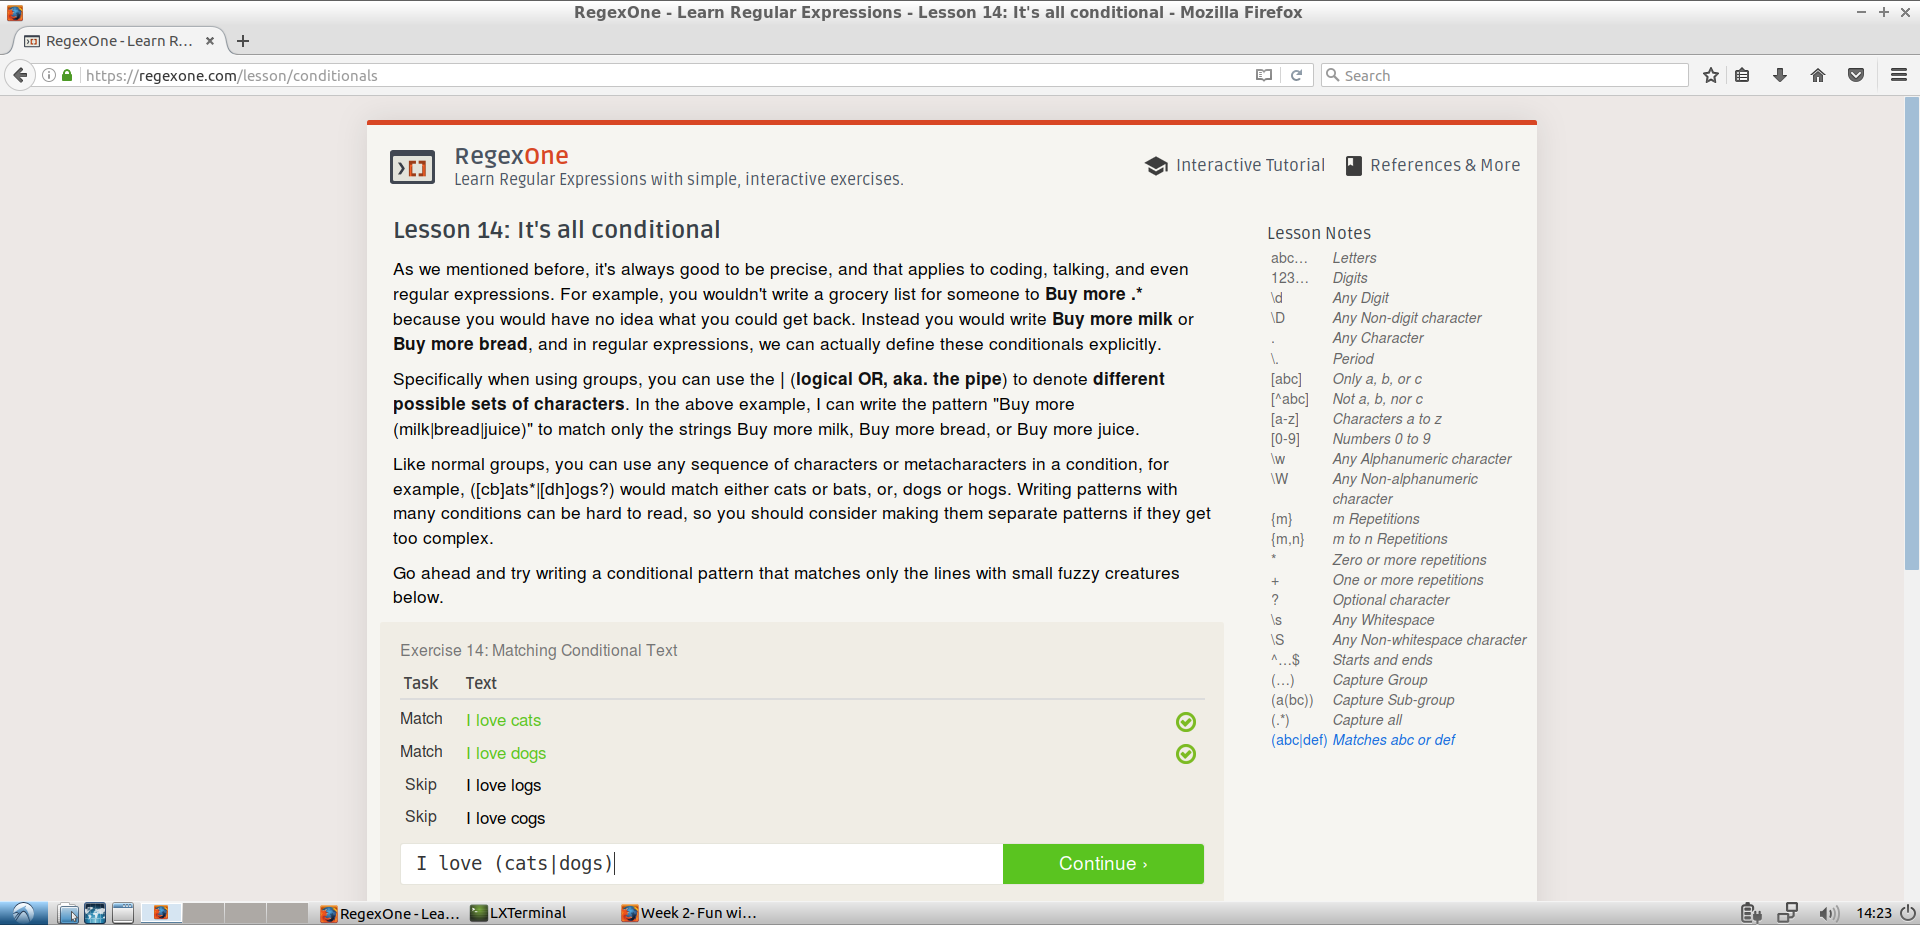 RegexOne - Learn Regular Expressions - Lesson 14: It's all conditional - Mozilla Firefox
RegexOne - Learn R...
https://regexone.com/lesson/conditionals
Search
RegexOne
Learn Regular Expressions with simple, interactive exercises.
Interactive Tutorial
References & More
Lesson 14: It's all conditional
As we mentioned before, it's always good to be precise, and that applies to coding, talking, and even
regular expressions. For example, you wouldn't write a grocery list for someone to Buy more .*
because you would have no idea what you could get back. Instead you would write Buy more milk or
Buy more bread, and in regular expressions, we can actually define these conditionals explicitly.
Specifically when using groups, you can use the | (logical OR, aka. the pipe) to denote different
possible sets of characters. In the above example, I can write the pattern "Buy more
(milk|bread|juice)" to match only the strings Buy more milk, Buy more bread, or Buy more juice.
Like normal groups, you can use any sequence of characters or metacharacters in a condition, for
example, ([cb]ats*|[dh]ogs?) would match either cats or bats, or, dogs or hogs. Writing patterns with
many conditions can be hard to read, so you should consider making them separate patterns if they get
too complex.
Go ahead and try writing a conditional pattern that matches only the lines with small fuzzy creatures
below.
Exercise 14: Matching Conditional Text
Task Text
Match I love cats
Match I love dogs
Skip I love logs
Skip I love cogs
I love (cats|dogs)
Continue ›
Lesson Notes
abc... Letters
123... Digits
\d Any Digit
\D Any Non-digit character
. Any Character
\. Period
[abc] Only a, b, or c
[^abc] Not a, b, nor c
[a-z] Characters a to z
[0-9] Numbers 0 to 9
\w Any Alphanumeric character
\W Any Non-alphanumeric
character
{m} m Repetitions
{m,n} m to n Repetitions
* Zero or more repetitions
+ One or more repetitions
? Optional character
\s Any Whitespace
\S Any Non-whitespace character
^...$ Starts and ends
(...) Capture Group
(a(bc)) Capture Sub-group
(.*) Capture all
(abc|def) Matches abc or def
RegexOne - Lea...
LXTerminal
Week 2- Fun wi...
14:23